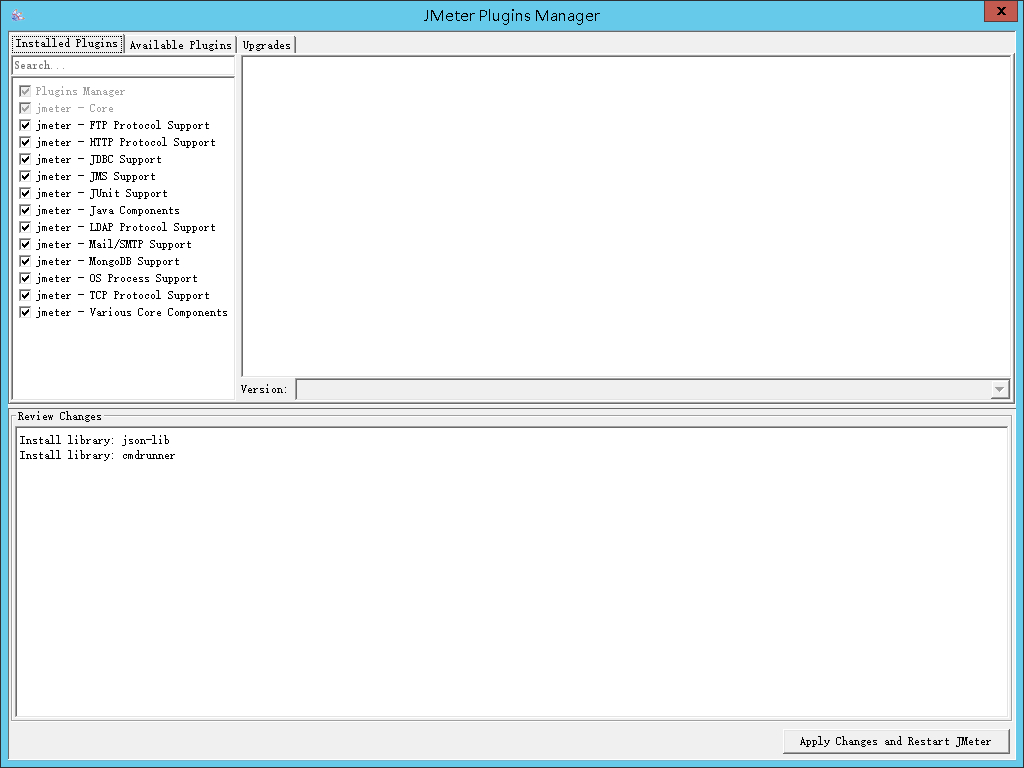 JMeter Plugins Manager
x
Installed Plugins
Available Plugins
Upgrades
Search...
Plugins Manager
jmeter - Core
jmeter - FTP Protocol Support
jmeter - HTTP Protocol Support
jmeter - JDBC Support
jmeter - JMS Support
jmeter - JUnit Support
jmeter - Java Components
jmeter - LDAP Protocol Support
jmeter - Mail/SMTP Support
jmeter - MongoDB Support
jmeter - OS Process Support
jmeter - TCP Protocol Support
jmeter - Various Core Components
Version:
Review Changes
Install library: json-lib
Install library: cmdrunner
Apply Changes and Restart JMeter